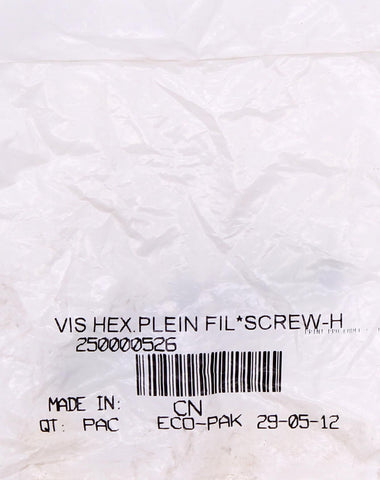 VIS HEX.PLEIN FIL*SCREW-H
250000526
MADE IN: CN
QT: PAC ECO-PAK 29-05-12